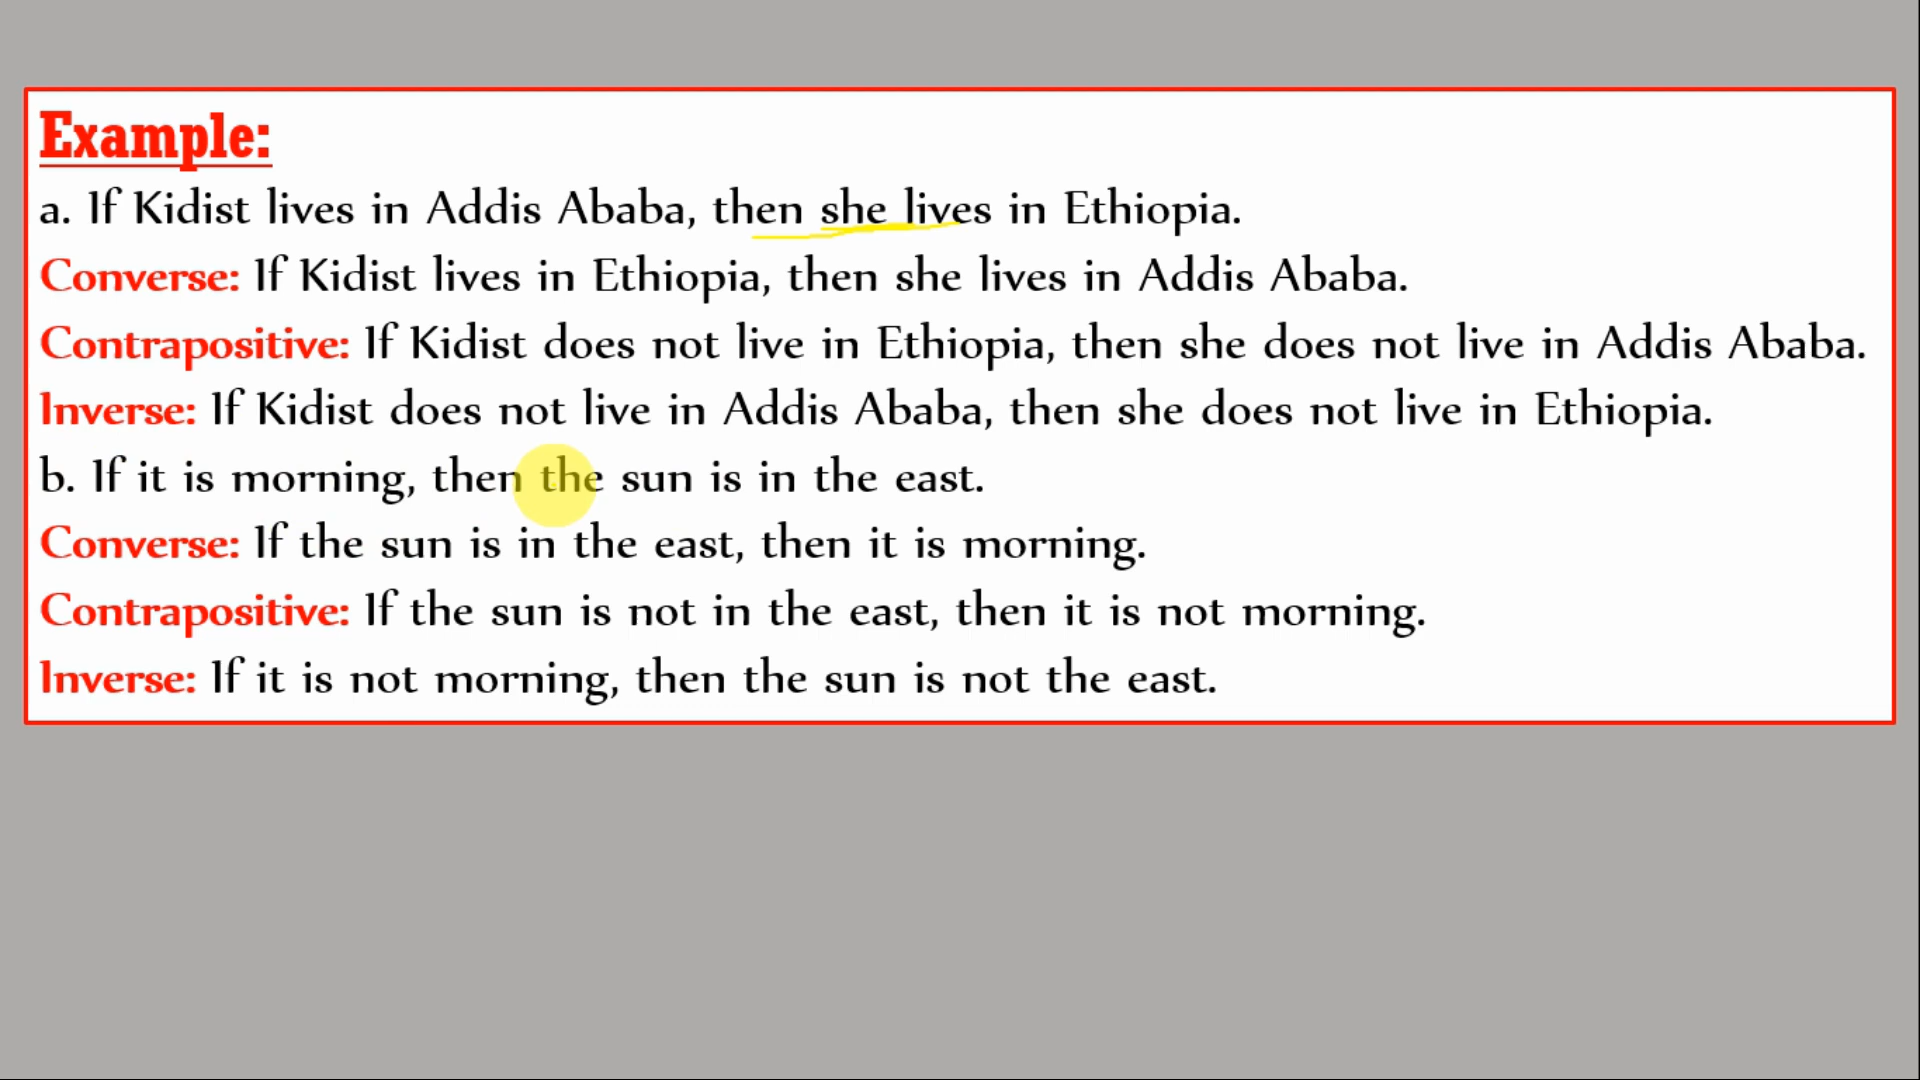 Example:
a. If Kidist lives in Addis Ababa, then she lives in Ethiopia.
Converse: If Kidist lives in Ethiopia, then she lives in Addis Ababa.
Contrapositive: If Kidist does not live in Ethiopia, then she does not live in Addis Ababa.
Inverse: If Kidist does not live in Addis Ababa, then she does not live in Ethiopia.
b. If it is morning, then the sun is in the east.
Converse: If the sun is in the east, then it is morning.
Contrapositive: If the sun is not in the east, then it is not morning.
Inverse: If it is not morning, then the sun is not the east.